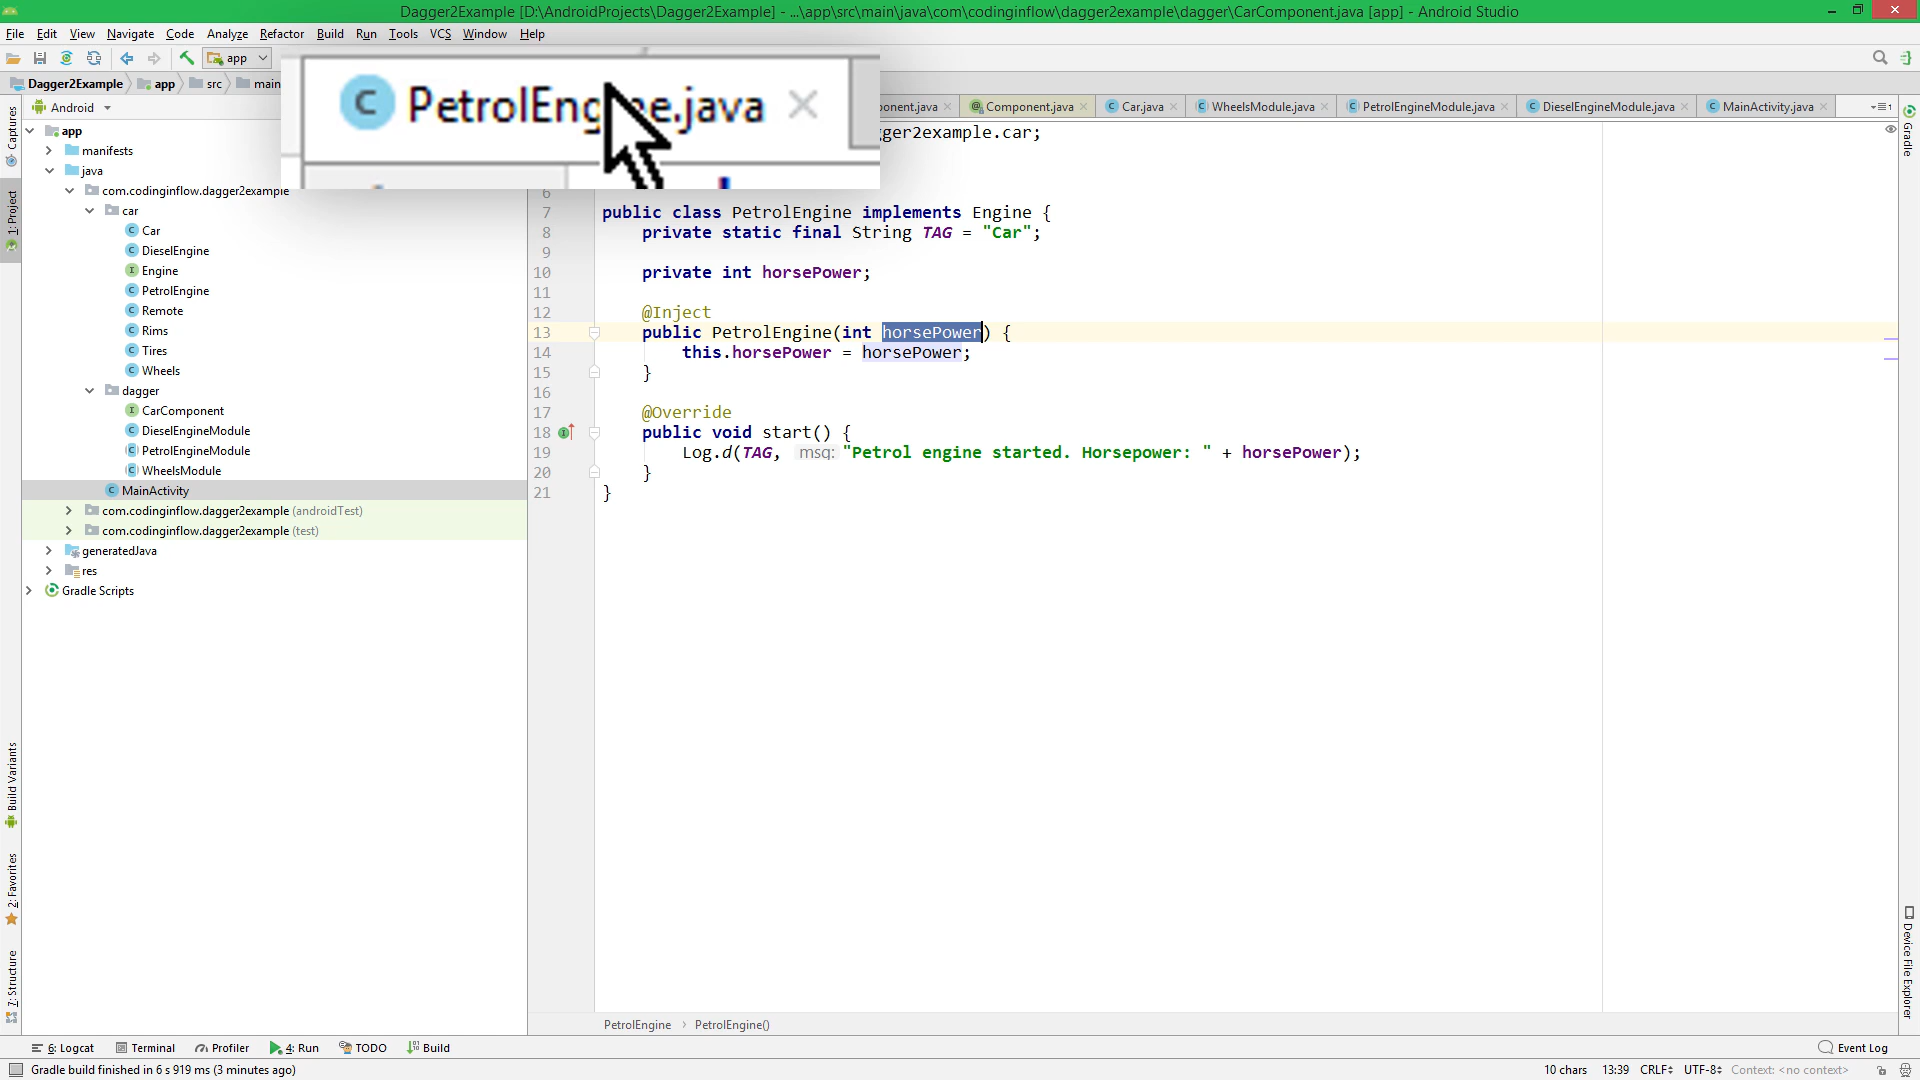 Dagger2Example [D:\AndroidProjects\Dagger2Example] - ...\app\src\main\java\com\codinginflow\dagger2example\dagger\CarComponent.java [app] - Android Studio
File Edit View Navigate Code Analyze Refactor Build Run Tools VCS Window Help
app
Dagger2Example app src main
PetrolEngine.java
ponent.java Component.java Car.java WheelsModule.java PetrolEngineModule.java DieselEngineModule.java MainActivity.java
Android
app
manifests
java
com.codinginflow.dagger2example
car
Car
DieselEngine
Engine
PetrolEngine
Remote
Rims
Tires
Wheels
dagger
CarComponent
DieselEngineModule
PetrolEngineModule
WheelsModule
MainActivity
com.codinginflow.dagger2example (androidTest)
com.codinginflow.dagger2example (test)
generatedJava
res
Gradle Scripts
Captures
1: Project
Build Variants
2: Favorites
7: Structure
gger2example.car;
6
7 public class PetrolEngine implements Engine {
8 private static final String TAG = "Car";
9
10 private int horsePower;
11
12 @Inject
13 public PetrolEngine(int horsePower) {
14 this.horsePower = horsePower;
15 }
16
17 @Override
18 public void start() {
19 Log.d(TAG, msg: "Petrol engine started. Horsepower: " + horsePower);
20 }
21 }
Gradle
Device File Explorer
PetrolEngine › PetrolEngine()
6: Logcat Terminal Profiler 4: Run TODO Build Event Log
Gradle build finished in 6 s 919 ms (3 minutes ago) 10 chars 13:39 CRLF UTF-8 Context: <no context>